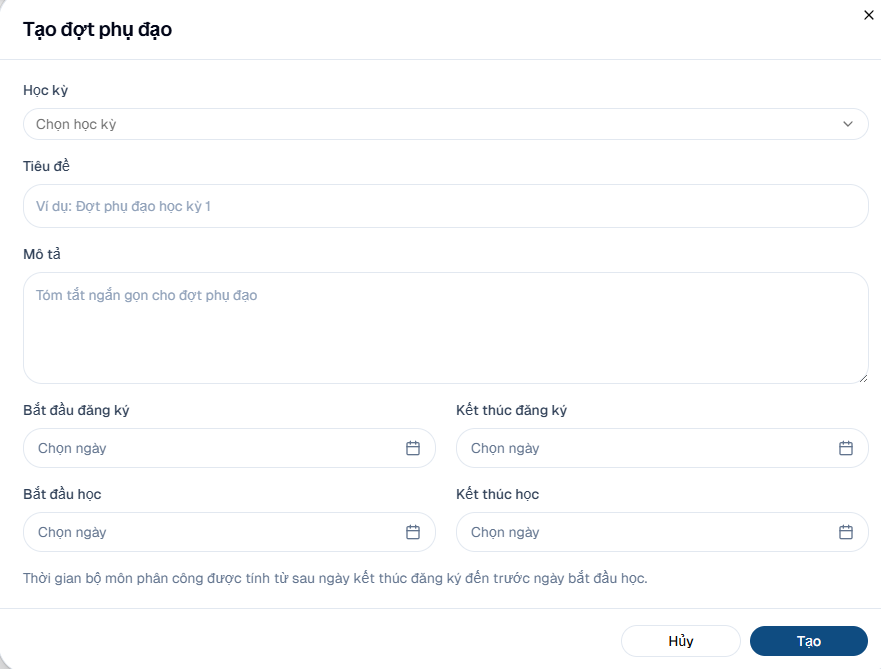 Tạo đợt phụ đạo
Học kỳ
Chọn học kỳ
Tiêu đề
Ví dụ: Đợt phụ đạo học kỳ 1
Mô tả
Tóm tắt ngắn gọn cho đợt phụ đạo
Bắt đầu đăng ký
Kết thúc đăng ký
Chọn ngày
Chọn ngày
Bắt đầu học
Kết thúc học
Chọn ngày
Chọn ngày
Thời gian bộ môn phân công được tính từ sau ngày kết thúc đăng ký đến trước ngày bắt đầu học.
Hủy
Tạo